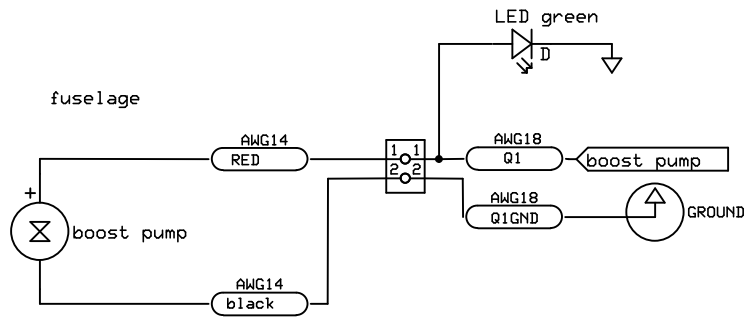 LED green
D
fuselage
AWG14
RED
1 1
2 2
AWG18
Q1
boost pump
AWG18
Q1GND
GROUND
+
boost pump
AWG14
black